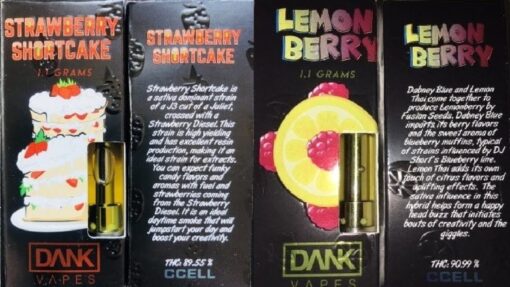 STRAWBERRY
SHORTCAKE
1.1 GRAMS
DANK
VAPES
STRAWBERRY
SHORTCAKE
Strawberry Shortcake is
a sativa dominant strain
of a J3 cut of a Juliet,
crossed with a
Strawberry Diesel. This
strain is high yielding
and has excellent resin
production, making it an
ideal strain for extracts.
You can expect funky
candy flavors and
aromas with fuel and
strawberries coming
from the Strawberry
Diesel. It is an ideal
daytime smoke that will
jumpstart your day and
boost your creativity.
THC: 89.55 %
CCELL
LEMON
BERRY
1.1 GRAMS
DANK
VAPES
LEMON
BERRY
Dabney Blue and Lemon
Thai come together to
produce Lemonberry by
Fusion Seeds. Dabney Blue
imparts its berry flavors
and the sweet aroma of
blueberry muffins, typical
of strains influenced by DJ
Short's Blueberry line.
Lemon Thai adds its own
punch of citrus flavors and
uplifting effects. The
sativa influence in this
hybrid helps form a happy
head buzz that initiates
bouts of creativity and the
giggles.
THC: 90.99 %
CCELL